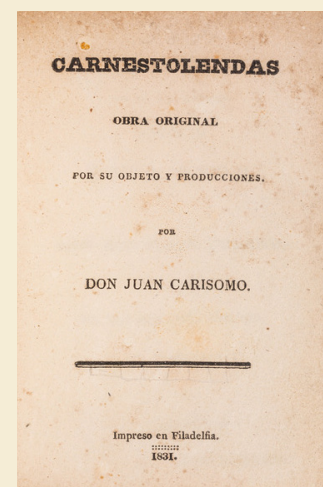 CARNESTOLENDAS
OBRA ORIGINAL
POR SU OBJETO Y PRODUCCIONES.
POR
DON JUAN CARISOMO.
Impreso en Filadelfia.
1831.